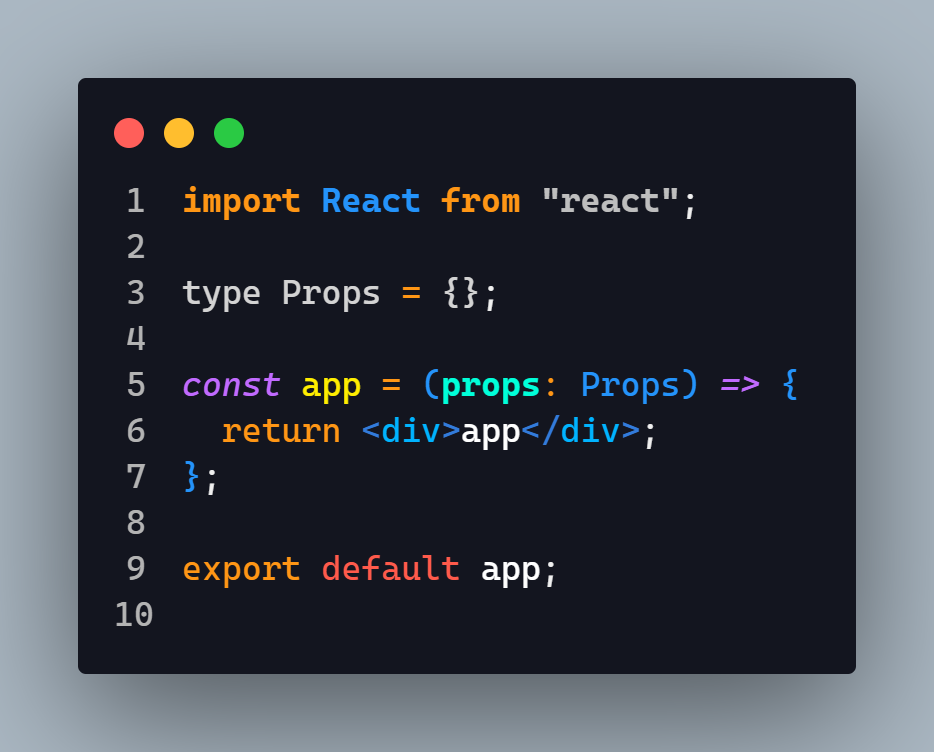 1 import React from "react";
2
3 type Props = {};
4
5 const app = (props: Props) => {
6   return <div>app</div>;
7 };
8
9 export default app;
10